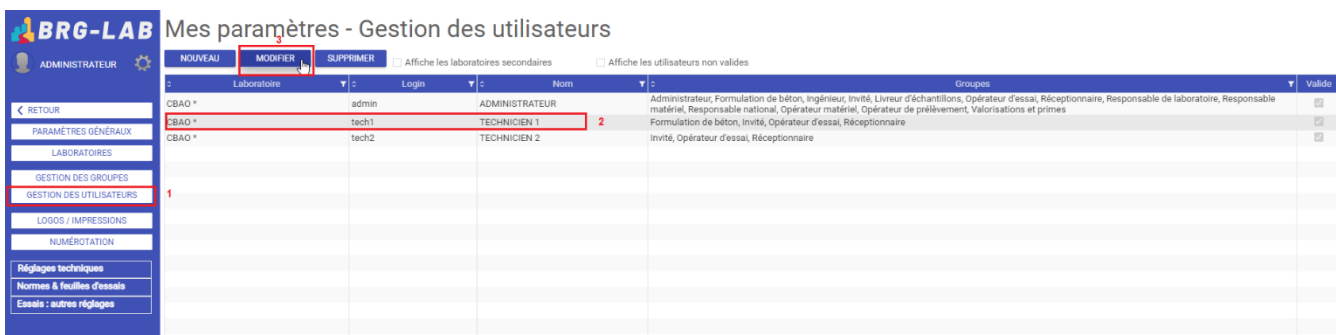 BRG-LAB
Mes paramètres - Gestion des utilisateurs
3
ADMINISTRATEUR
NOUVEAU MODIFIER SUPPRIMER Affiche les laboratoires secondaires Affiche les utilisateurs non valides
Laboratoire Login Nom Groupes Valide
CBAO * admin ADMINISTRATEUR Administrateur, Formulation de béton, Ingénieur, Invité, Livreur d'échantillons, Opérateur d'essai, Réceptionnaire, Responsable de laboratoire, Responsable
matériel, Responsable national, Opérateur matériel, Opérateur de prélèvement, Valorisations et primes
CBAO * tech1 TECHNICIEN 1 2 Formulation de béton, Invité, Opérateur d'essai, Réceptionnaire
CBAO * tech2 TECHNICIEN 2 Invité, Opérateur d'essai, Réceptionnaire
RETOUR
PARAMÈTRES GÉNÉRAUX
LABORATOIRES
GESTION DES GROUPES
GESTION DES UTILISATEURS 1
LOGOS / IMPRESSIONS
NUMÉROTATION
Réglages techniques
Normes & feuilles d'essais
Essais : autres réglages